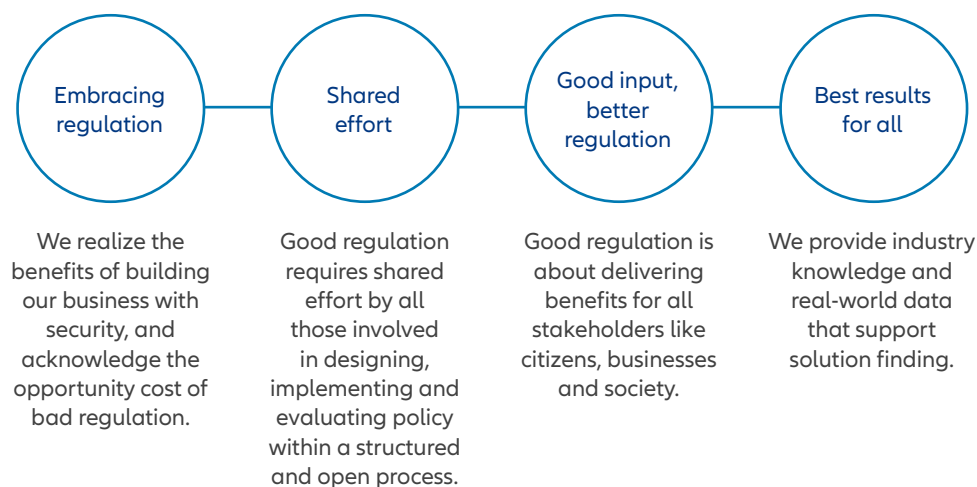 Embracing
regulation
Shared
effort
Good input,
better
regulation
Best results
for all
We realize the
benefits of building
our business with
security, and
acknowledge the
opportunity cost of
bad regulation.
Good regulation
requires shared
effort by all
those involved
in designing,
implementing and
evaluating policy
within a structured
and open process.
Good regulation is
about delivering
benefits for all
stakeholders like
citizens, businesses
and society.
We provide industry
knowledge and
real-world data
that support
solution finding.